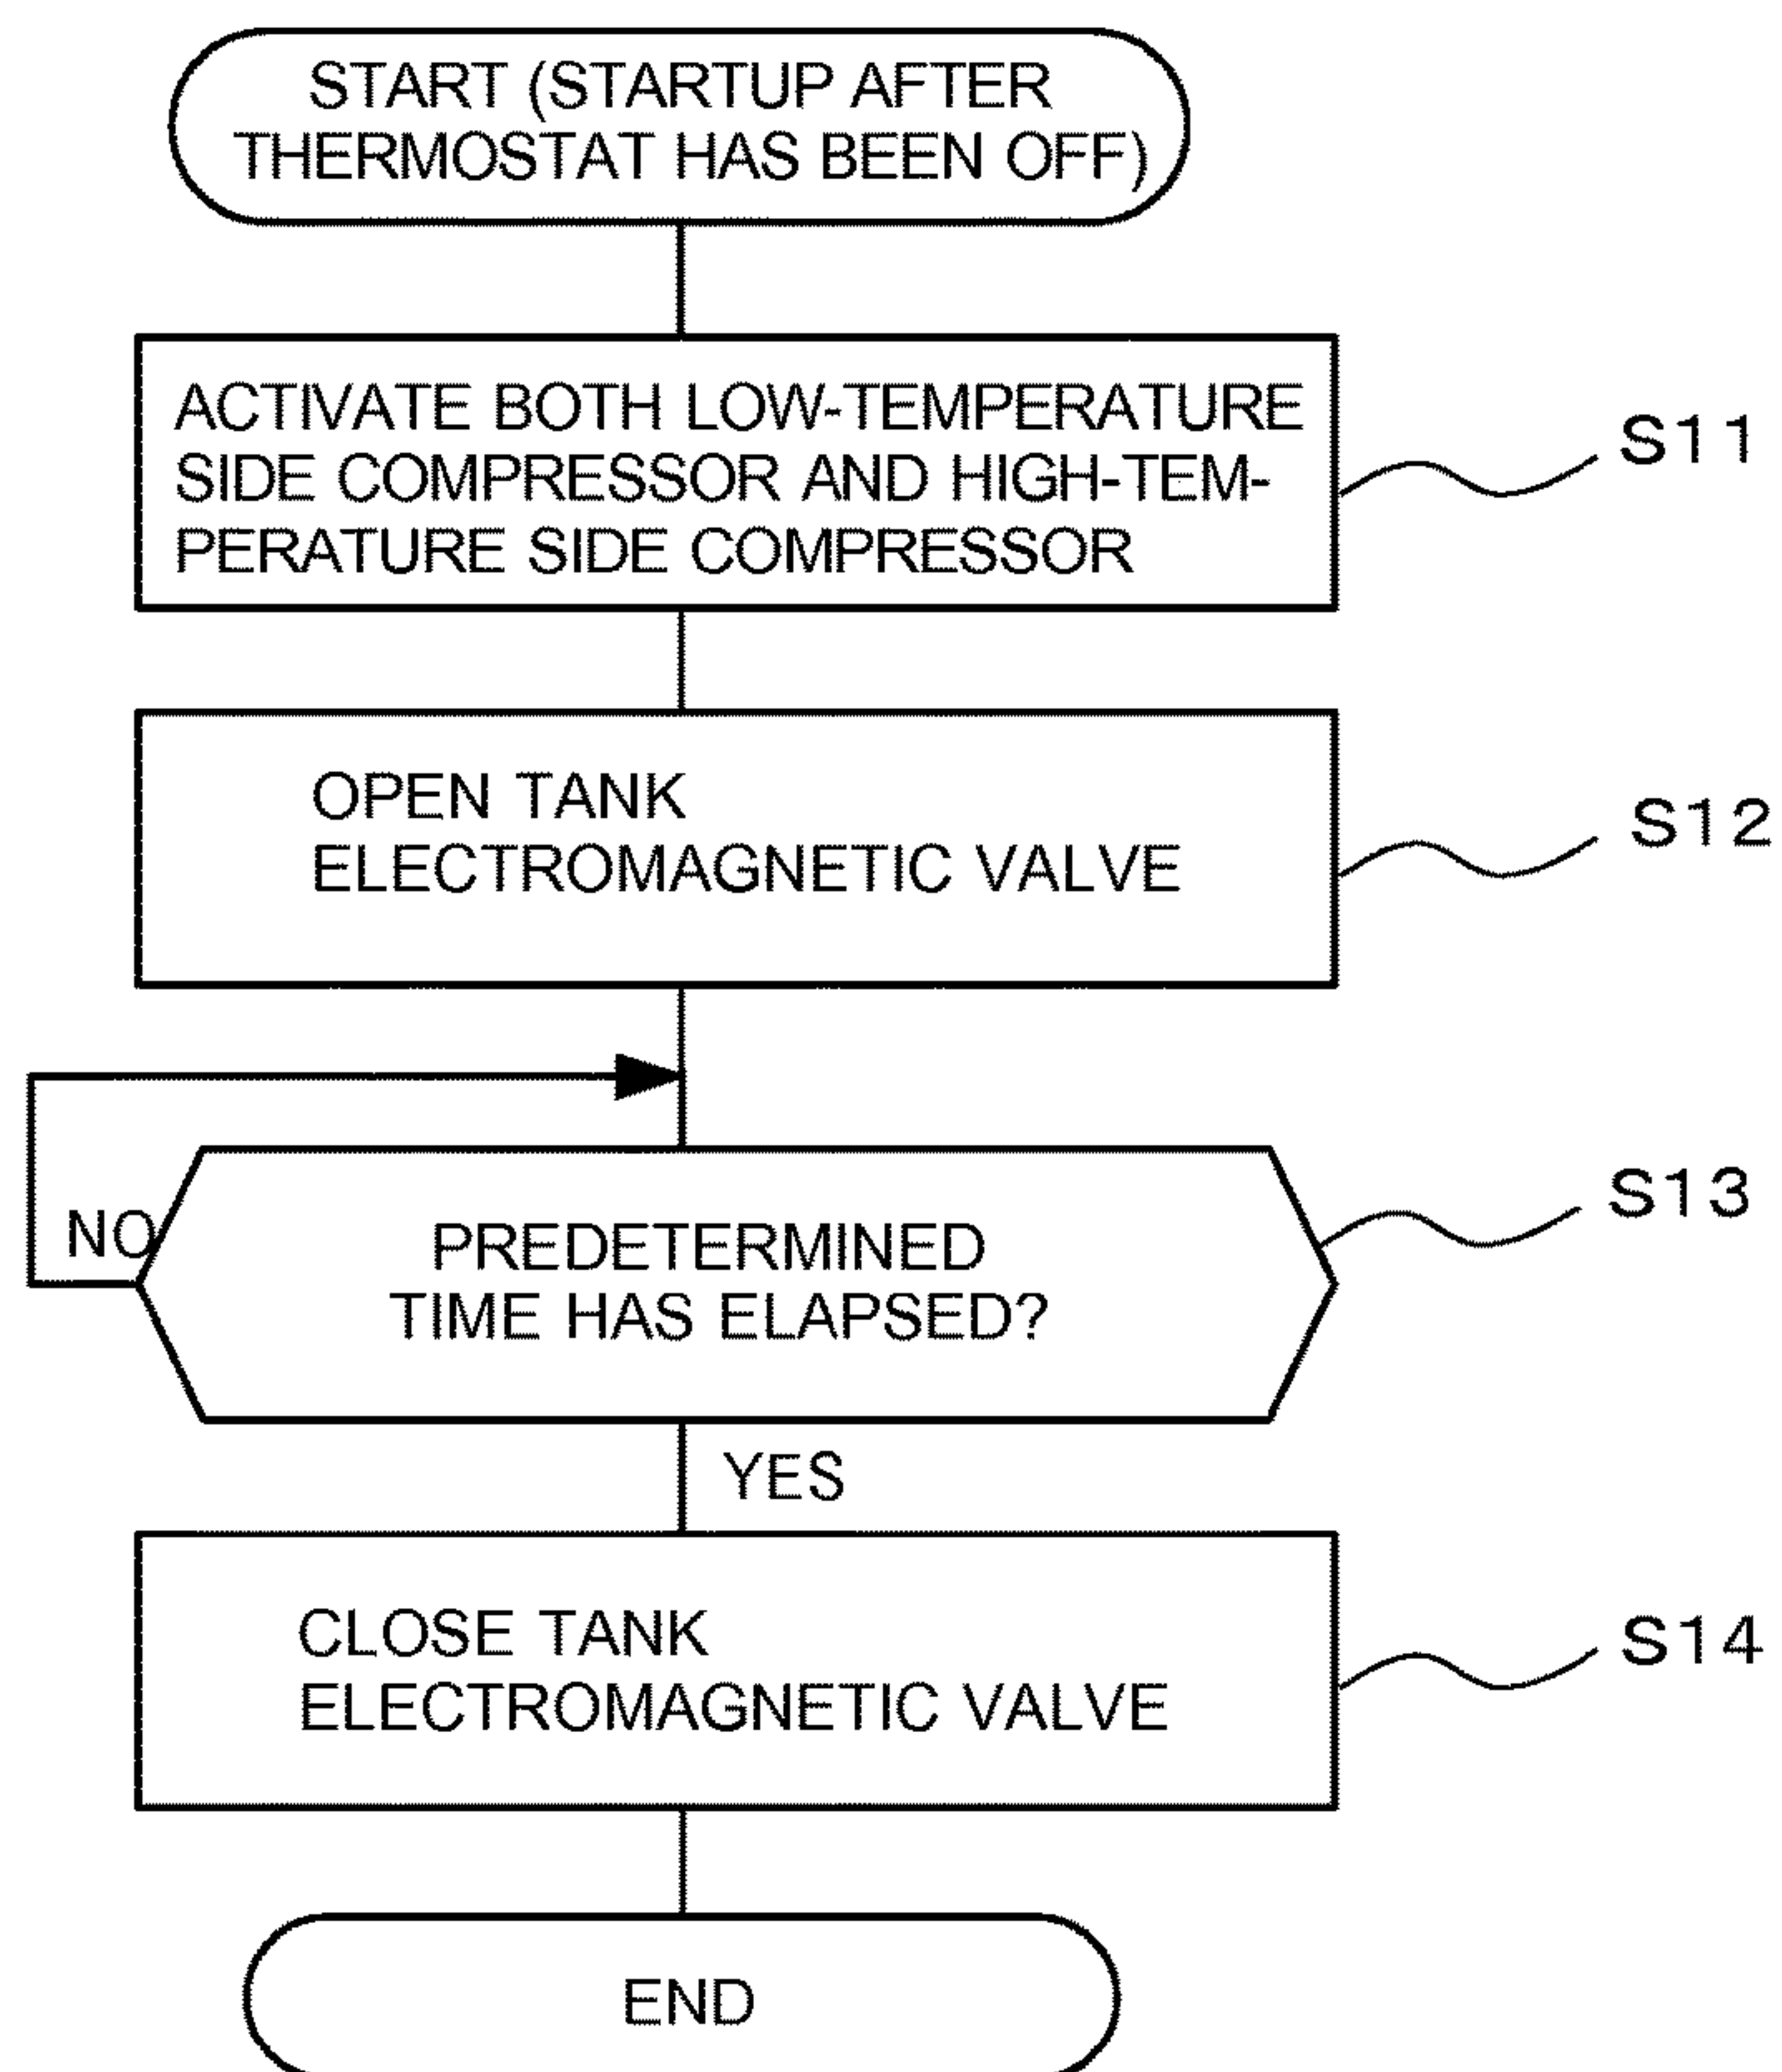 START (STARTUP AFTER
THERMOSTAT HAS BEEN OFF)
ACTIVATE BOTH LOW-TEMPERATURE
SIDE COMPRESSOR AND HIGH-TEM-
PERATURE SIDE COMPRESSOR
S11
OPEN TANK
ELECTROMAGNETIC VALVE
S12
NO
PREDETERMINED
TIME HAS ELAPSED?
S13
YES
CLOSE TANK
ELECTROMAGNETIC VALVE
S14
END